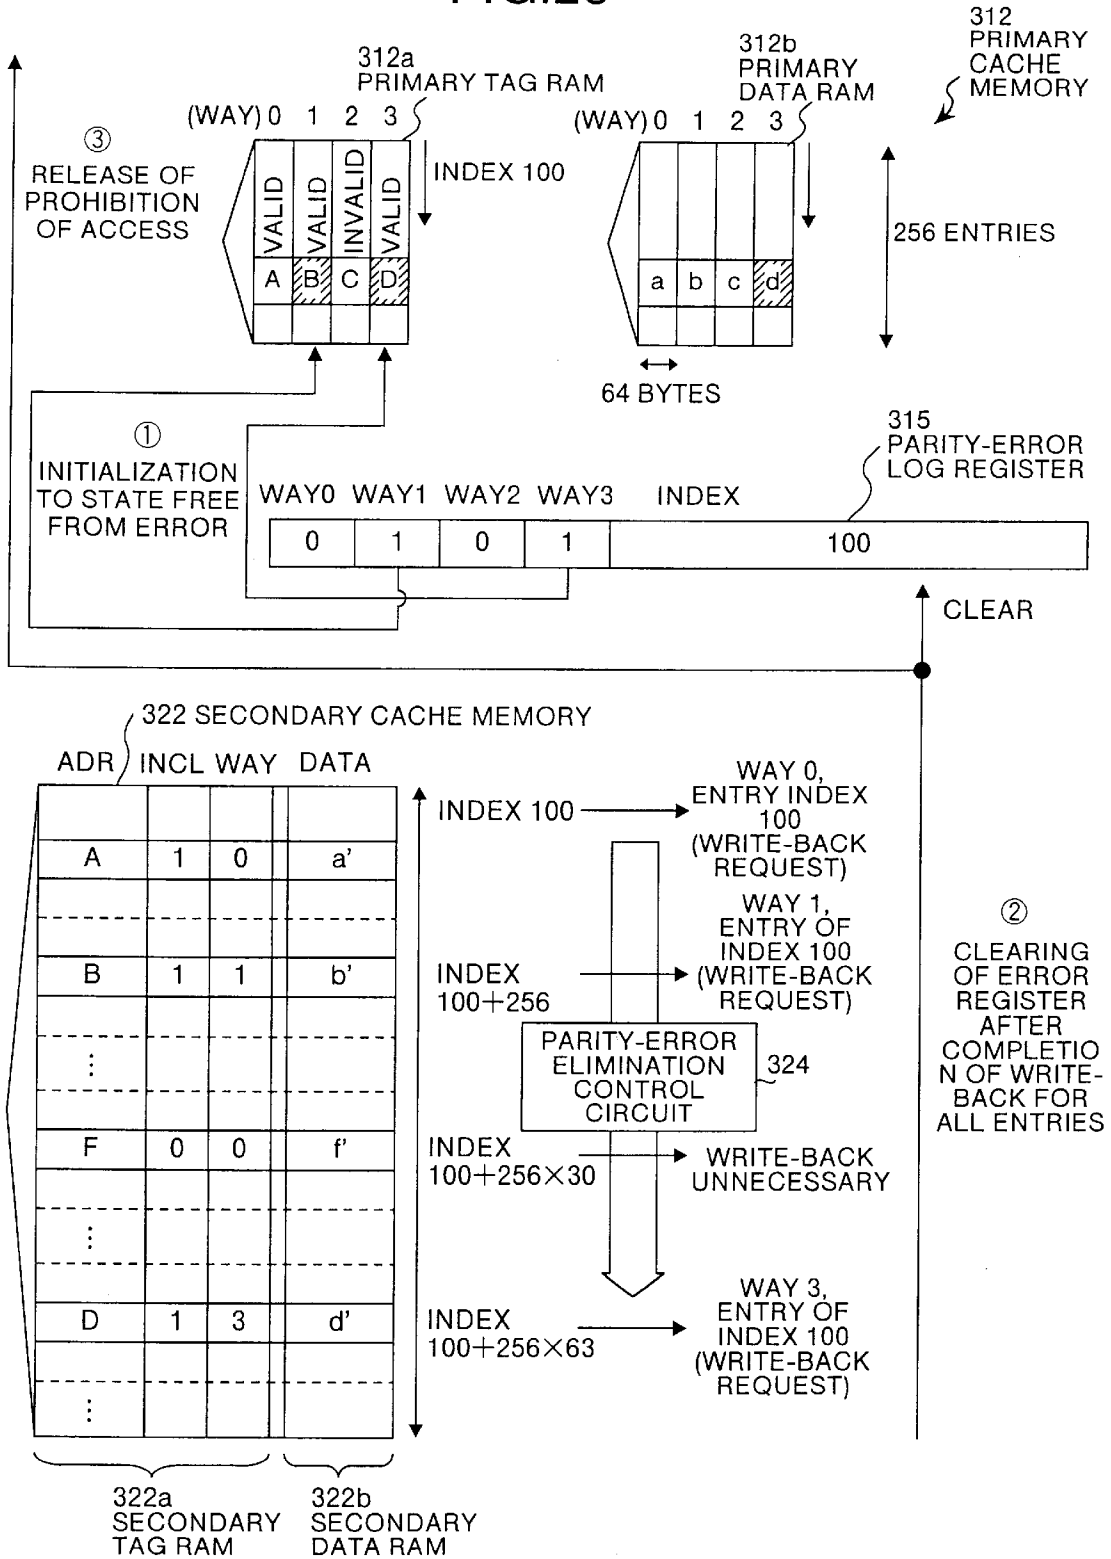 312
PRIMARY
CACHE
MEMORY
312a
PRIMARY TAG RAM
312b
PRIMARY
DATA RAM
(WAY) 0 1 2 3
(WAY) 0 1 2 3
③
RELEASE OF
PROHIBITION
OF ACCESS
VALID
VALID
INVALID
VALID
INDEX 100
256 ENTRIES
A B C D
a b c d
64 BYTES
①
INITIALIZATION
TO STATE FREE
FROM ERROR
315
PARITY-ERROR
LOG REGISTER
WAY0 WAY1 WAY2 WAY3 INDEX
0 1 0 1 100
CLEAR
322 SECONDARY CACHE MEMORY
ADR INCL WAY DATA
A 1 0 a'
B 1 1 b'
⋮
F 0 0 f'
⋮
D 1 3 d'
⋮
INDEX 100
WAY 0,
ENTRY INDEX
100
(WRITE-BACK
REQUEST)
INDEX
100+256
WAY 1,
ENTRY OF
INDEX 100
(WRITE-BACK
REQUEST)
PARITY-ERROR
ELIMINATION
CONTROL
CIRCUIT
324
INDEX
100+256×30
WRITE-BACK
UNNECESSARY
INDEX
100+256×63
WAY 3,
ENTRY OF
INDEX 100
(WRITE-BACK
REQUEST)
②
CLEARING
OF ERROR
REGISTER
AFTER
COMPLETIO
N OF WRITE-
BACK FOR
ALL ENTRIES
322a
SECONDARY
TAG RAM
322b
SECONDARY
DATA RAM